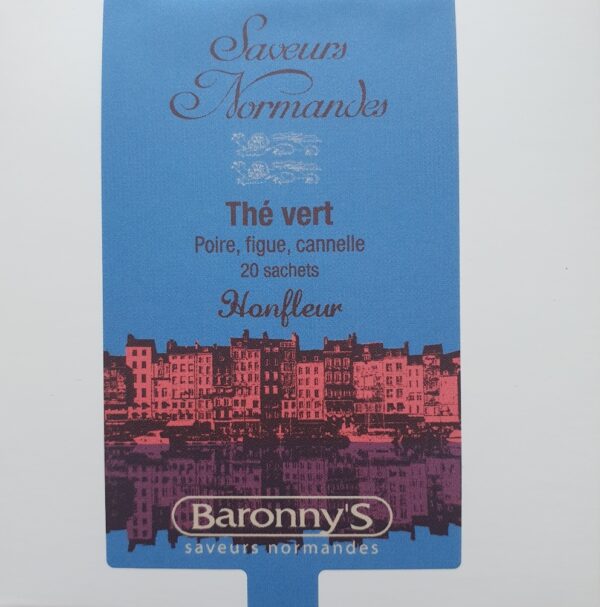 Saveurs
Normandes
Thé vert
Poire, figue, cannelle
20 sachets
Honfleur
Baronny'S
saveurs normandes